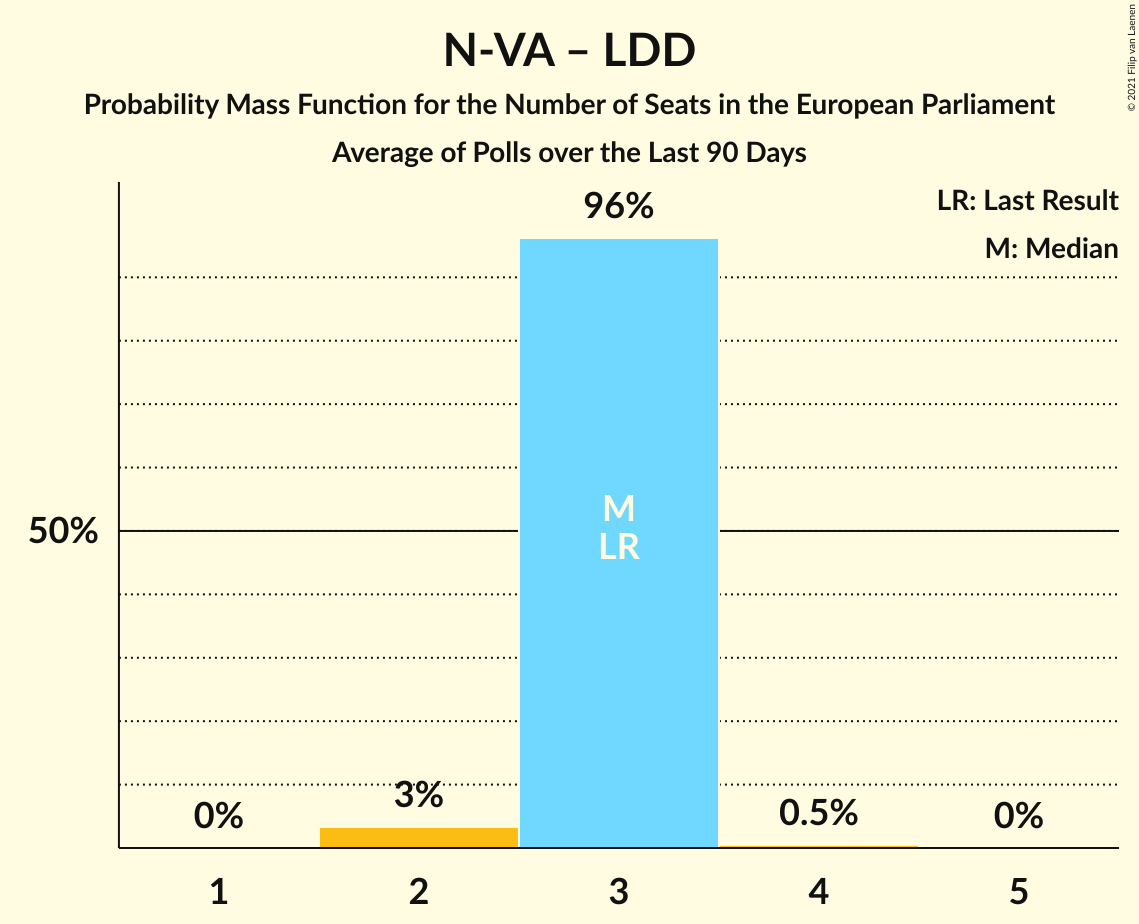 N-VA – LDD
Probability Mass Function for the Number of Seats in the European Parliament
Average of Polls over the Last 90 Days
© 2021 Filip van Laenen
LR: Last Result
M: Median
96%
50%
M
LR
0%
3%
0.5%
0%
1 2 3 4 5